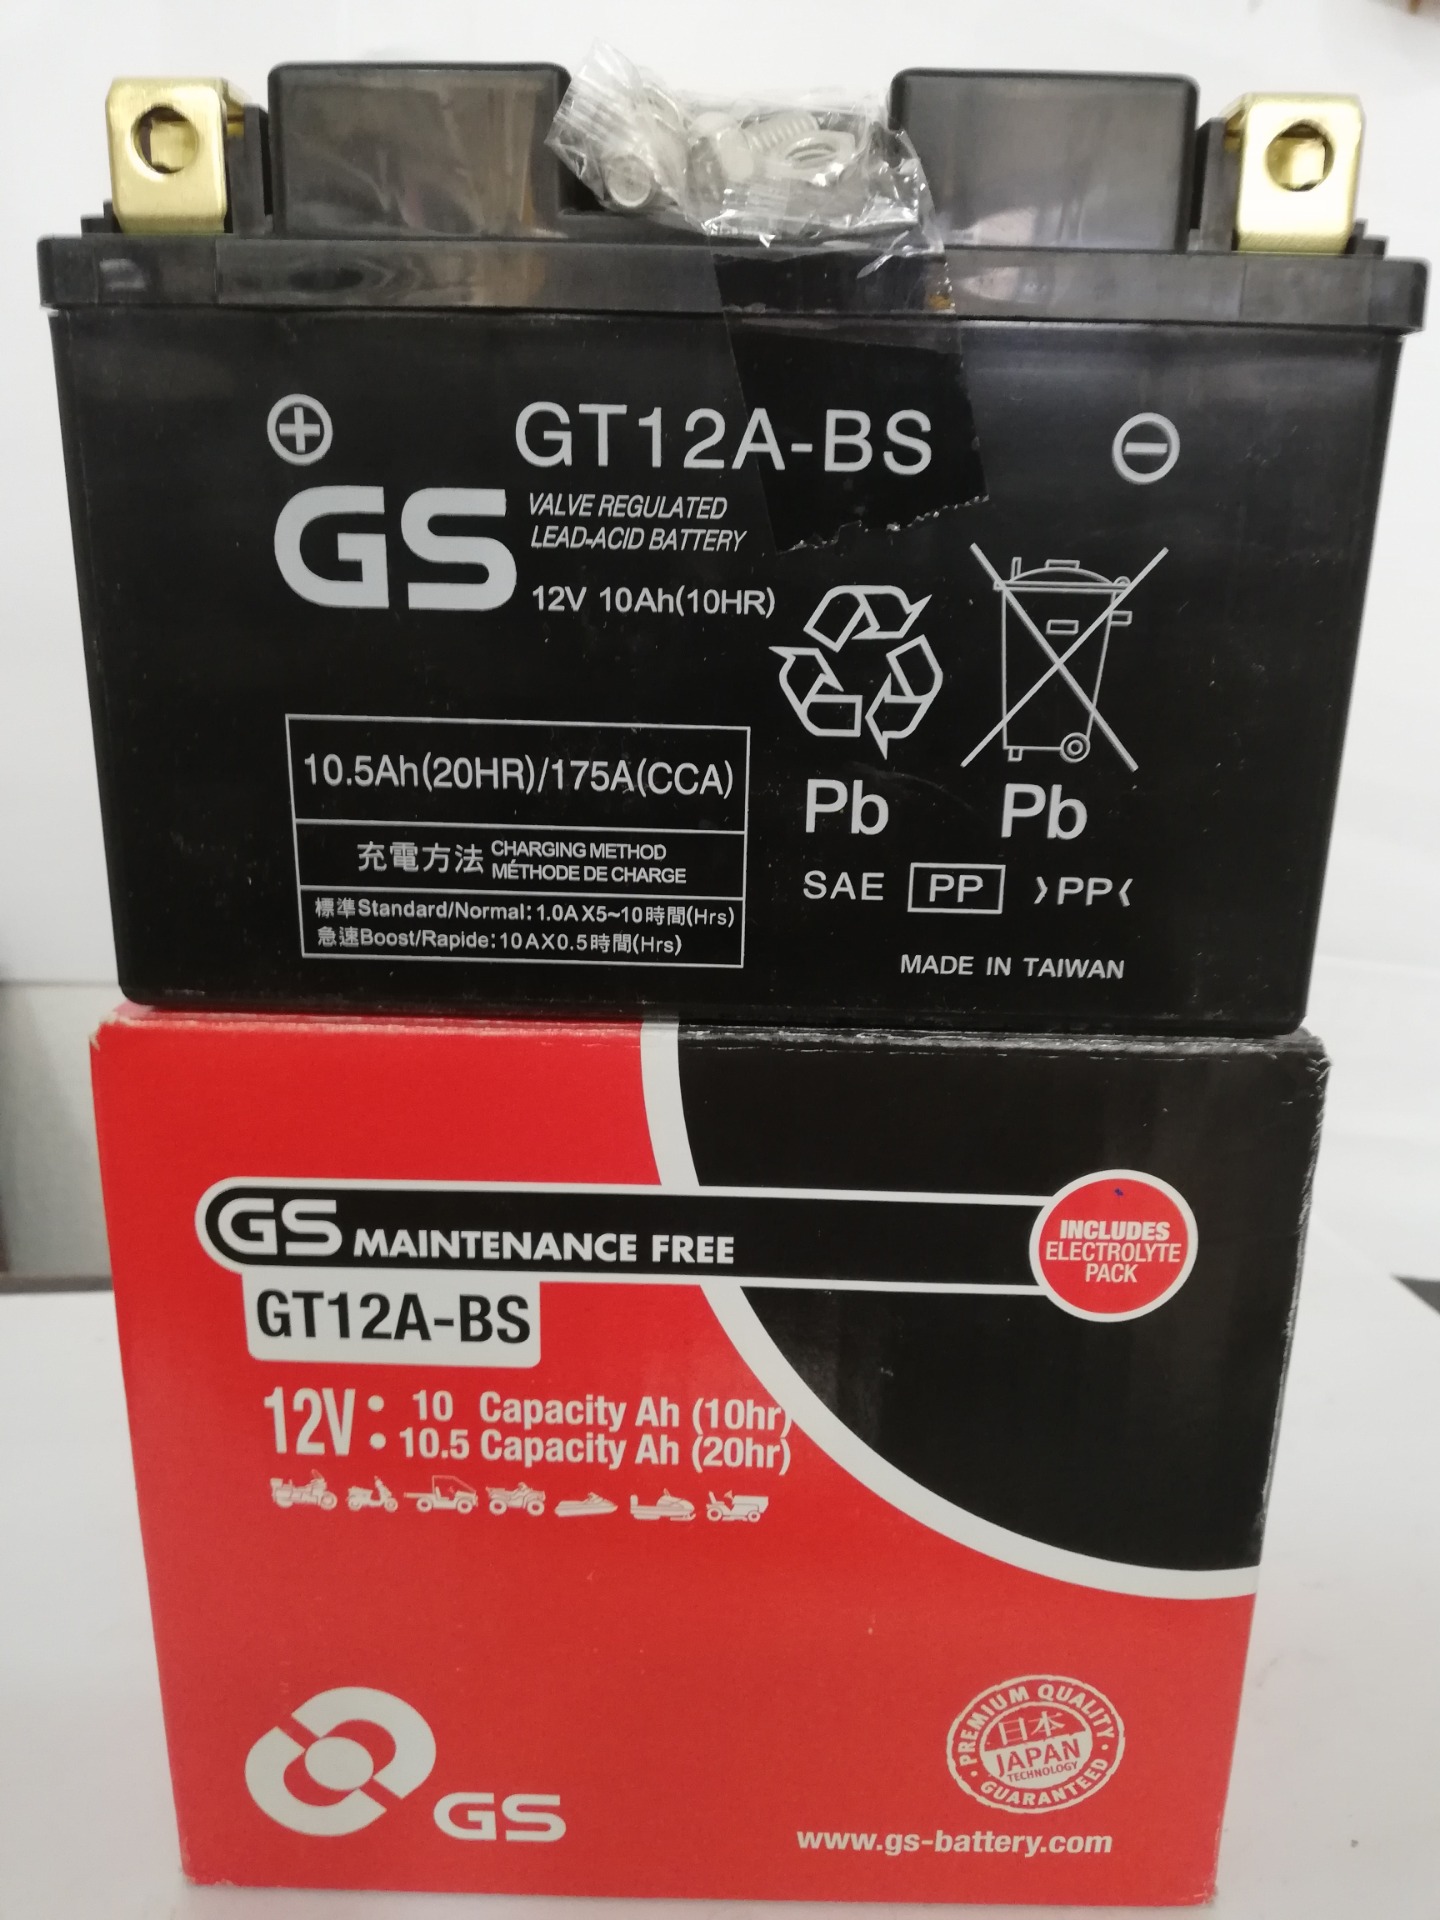 GT12A-BS
GS
VALVE REGULATED
LEAD-ACID BATTERY
12V 10Ah(10HR)
10.5Ah(20HR)/175A(CCA)
充電方法 CHARGING METHOD
MÉTHODE DE CHARGE
標準Standard/Normal:1.0AX5~10時間(Hrs)
急速Boost/Rapide:10AX0.5時間(Hrs)
Pb Pb
SAE PP >PP<
MADE IN TAIWAN
GS MAINTENANCE FREE
INCLUDES
ELECTROLYTE
PACK
GT12A-BS
12V: 10 Capacity Ah (10hr)
10.5 Capacity Ah (20hr)
GS
PREMIUM QUALITY
日本
JAPAN
TECHNOLOGY
GUARANTEED
www.gs-battery.com